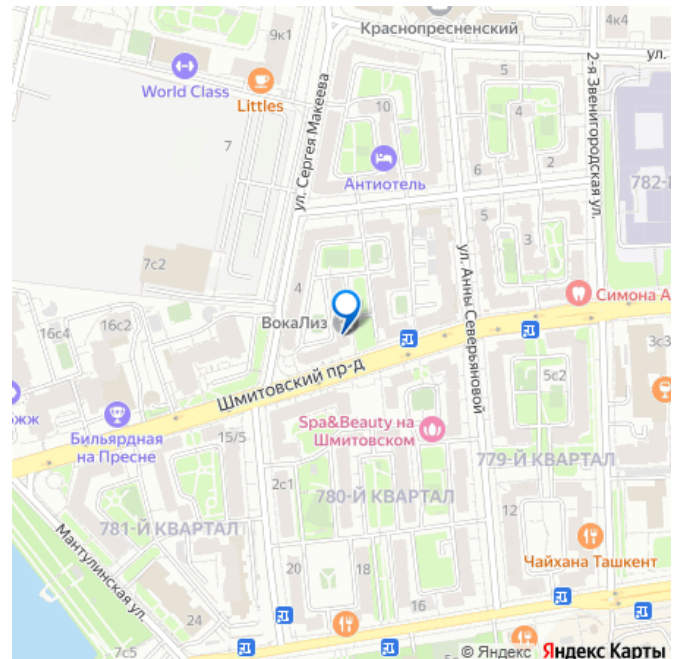 9к1
Краснопресненский
4к4
ул.
World Class
Littles
ул. Сергея Макеева
5
2-я Звенигородская ул.
10
4
7
Антиотель
6
2
782-
5
3
ул. Анны Северьяновой
7с2
4
Симона А
ВокаЛиз
16с4
16с2
3с3
Шмитовский пр-д
5с2
жж
Бильярдная
на Пресне
15/5
Spa&Beauty на
Шмитовском
779-Й КВАРТАЛ
2с1
780-Й КВАРТАЛ
781-Й КВАРТАЛ
12
Мантулинская ул.
Чайхана Ташкент
20
18
16
24
7с5
© Яндекс Яндекс Карты